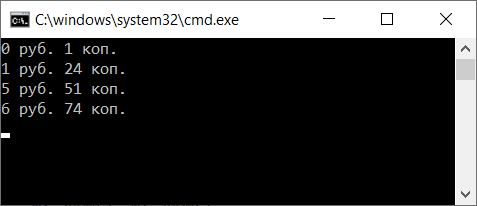 C:\windows\system32\cmd.exe
0 руб. 1 коп.
1 руб. 24 коп.
5 руб. 51 коп.
6 руб. 74 коп.